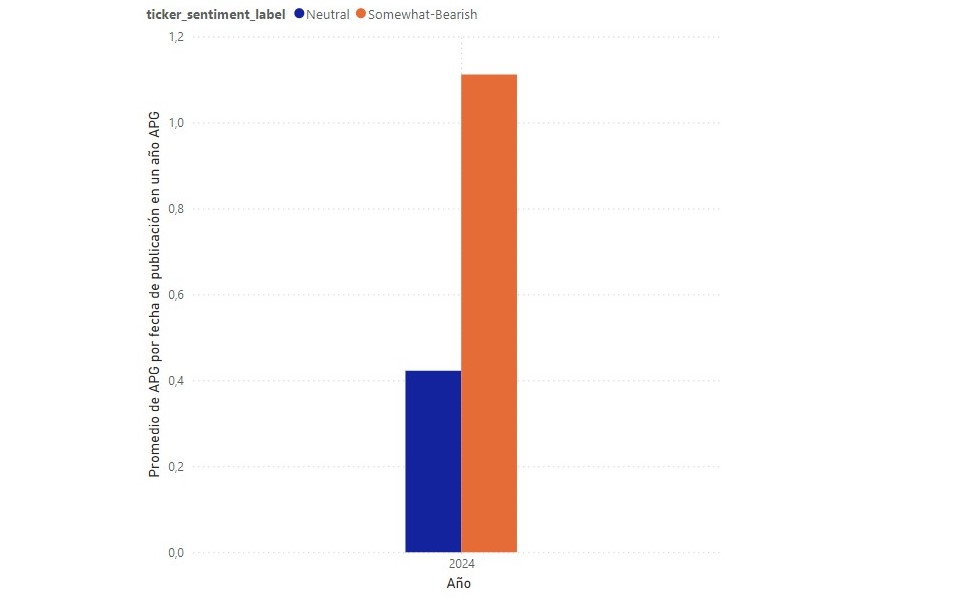 ticker_sentiment_label Neutral Somewhat-Bearish
Promedio de APG por fecha de publicación en un año APG
1,2
1,0
0,8
0,6
0,4
0,2
0,0
2024
Año